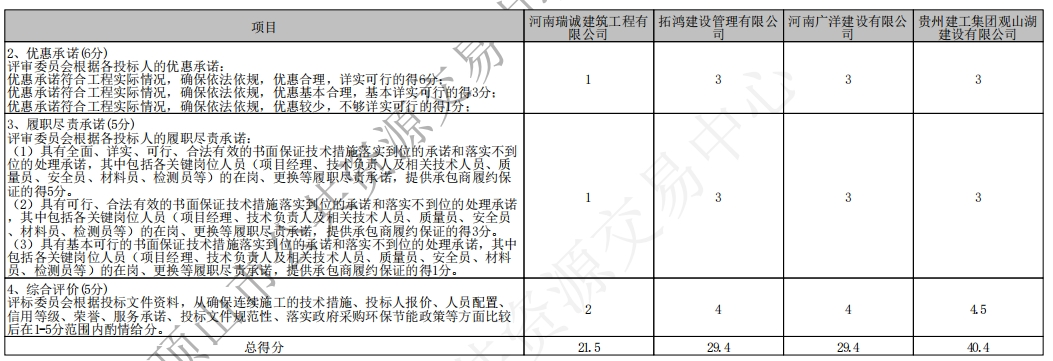 项目 河南瑞诚建筑工程有限公司 拓鸿建设管理有限公司 河南广洋建设有限公司 贵州建工集团观山湖建设有限公司
2、优惠承诺(6分)
评审委员会根据各投标人的优惠承诺:
优惠承诺符合工程实际情况，确保依法依规，优惠合理，详实可行的得6分;
优惠承诺符合工程实际情况，确保依法依规，优惠基本合理，基本详实可行的得3分;
优惠承诺符合工程实际情况，确保依法依规，优惠较少，不够详实可行的得1分;
1 3 3 3
3、履职尽责承诺(5分)
评审委员会根据各投标人的履职尽责承诺:
（1）具有全面、详实、可行、合法有效的书面保证技术措施落实到位的承诺和落实不到
位的处理承诺，其中包括各关键岗位人员（项目经理、技术负责人及相关技术人员、质
量员、安全员、材料员、检测员等）的在岗、更换等履职尽责承诺，提供承包商履约保
证的得5分。
（2）具有可行、合法有效的书面保证技术措施落实到位的承诺和落实不到位的处理承诺
，其中包括各关键岗位人员（项目经理、技术负责人及相关技术人员、质量员、安全员
、材料员、检测员等）的在岗、更换等履职尽责承诺，提供承包商履约保证的得3分。
（3）具有基本可行的书面保证技术措施落实到位的承诺和落实不到位的处理承诺，其中
包括各关键岗位人员（项目经理、技术负责人及相关技术人员、质量员、安全员、材料
员、检测员等）的在岗、更换等履职尽责承诺，提供承包商履约保证的得1分。
1 3 3 3
4、综合评价(5分)
评标委员会根据投标文件资料，从确保连续施工的技术措施、投标人报价、人员配置、
信用等级、荣誉、服务承诺、投标文件规范性、落实政府采购环保节能政策等方面比较
后在1-5分范围内酌情给分。
2 4 4 4.5
总得分 21.5 29.4 29.4 40.4